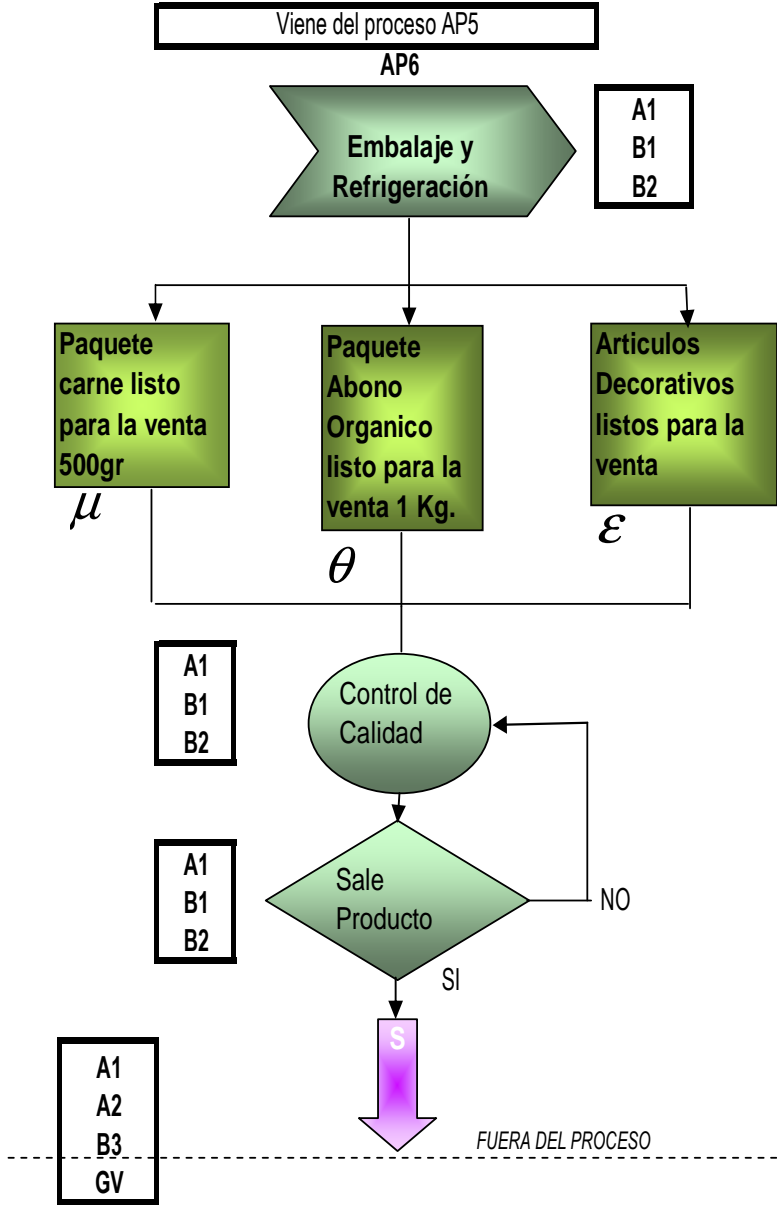 Viene del proceso AP5
AP6
Embalaje y
Refrigeración
A1
B1
B2
Paquete
carne listo
para la venta
500gr
μ
Paquete
Abono
Organico
listo para la
venta 1 Kg.
θ
Articulos
Decorativos
listos para la
venta
ε
A1
B1
B2
Control de
Calidad
A1
B1
B2
Sale
Producto
NO
SI
S
A1
A2
B3
GV
FUERA DEL PROCESO